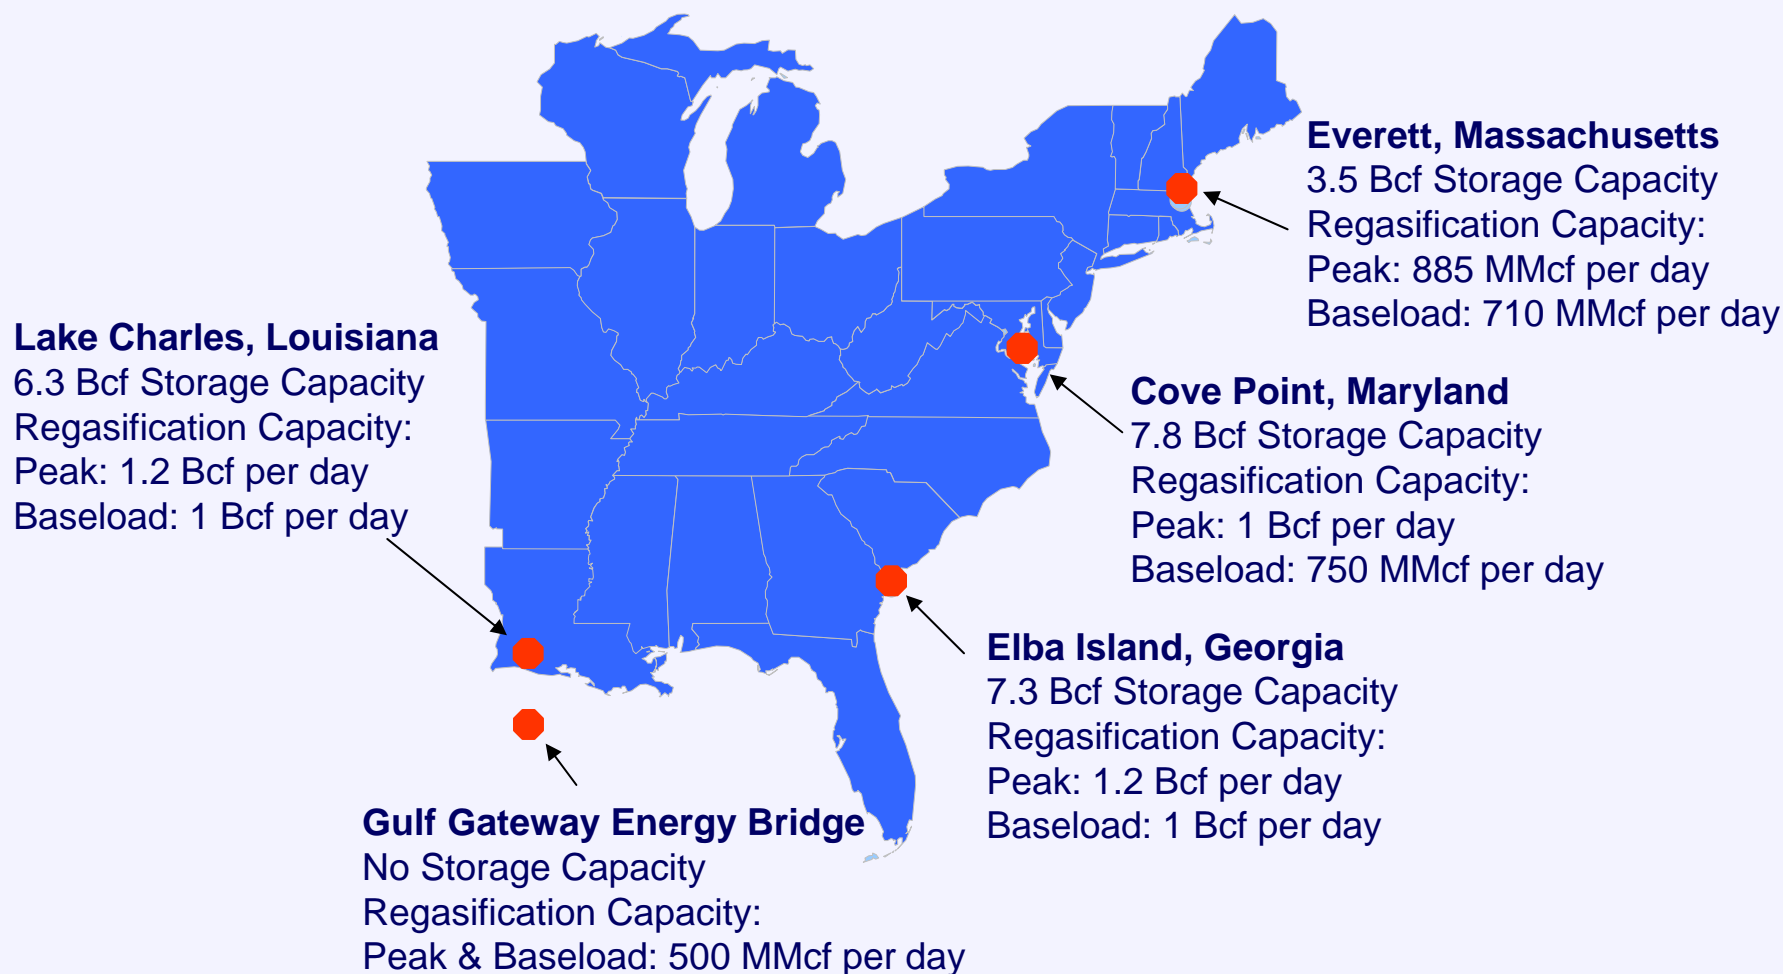 Everett, Massachusetts
3.5 Bcf Storage Capacity
Regasification Capacity:
Peak: 885 MMcf per day
Baseload: 710 MMcf per day
Lake Charles, Louisiana
6.3 Bcf Storage Capacity
Regasification Capacity:
Peak: 1.2 Bcf per day
Baseload: 1 Bcf per day
Cove Point, Maryland
7.8 Bcf Storage Capacity
Regasification Capacity:
Peak: 1 Bcf per day
Baseload: 750 MMcf per day
Elba Island, Georgia
7.3 Bcf Storage Capacity
Regasification Capacity:
Peak: 1.2 Bcf per day
Baseload: 1 Bcf per day
Gulf Gateway Energy Bridge
No Storage Capacity
Regasification Capacity:
Peak & Baseload: 500 MMcf per day